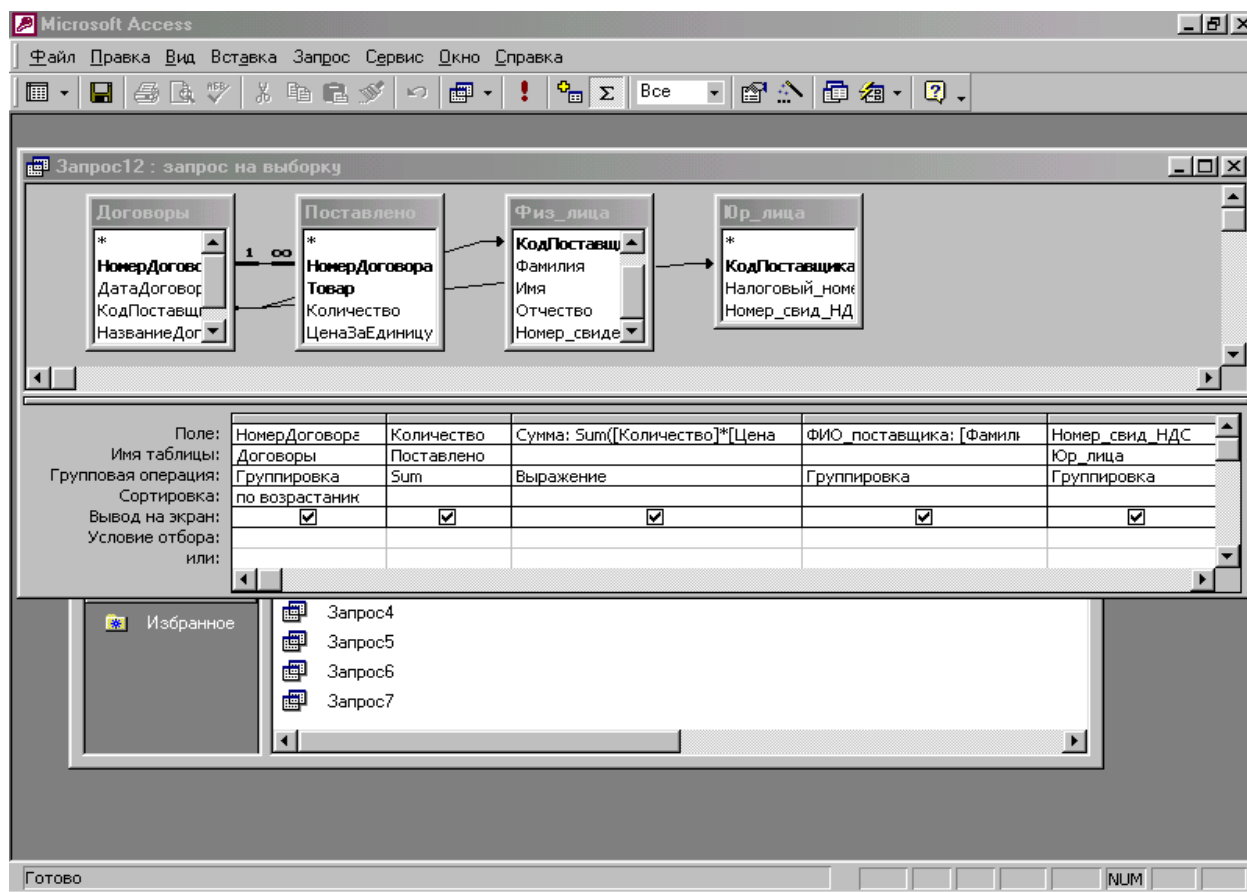 Microsoft Access
Файл Правка Вид Вставка Запрос Сервис Окно Справка
Все
Запрос12 : запрос на выборку
Договоры Поставлено Физ_лица Юр_лица
* * КодПоставщ *
НомерДоговс 1 ∞ НомерДоговора Фамилия КодПоставщика
ДатаДоговор Товар Имя Налоговый_номе
КодПоставщ Количество Отчество Номер_свид_НД
НазваниеДог ЦенаЗаЕдиницу Номер_свиде
Поле: НомерДоговора Количество Сумма: Sum([Количество]*[Цена ФИО_поставщика: [Фамили Номер_свид_НДС
Имя таблицы: Договоры Поставлено Юр_лица
Групповая операция: Группировка Sum Выражение Группировка Группировка
Сортировка: по возрастанию
Вывод на экран:
Условие отбора:
или:
Избранное
Запрос4
Запрос5
Запрос6
Запрос7
Готово NUM